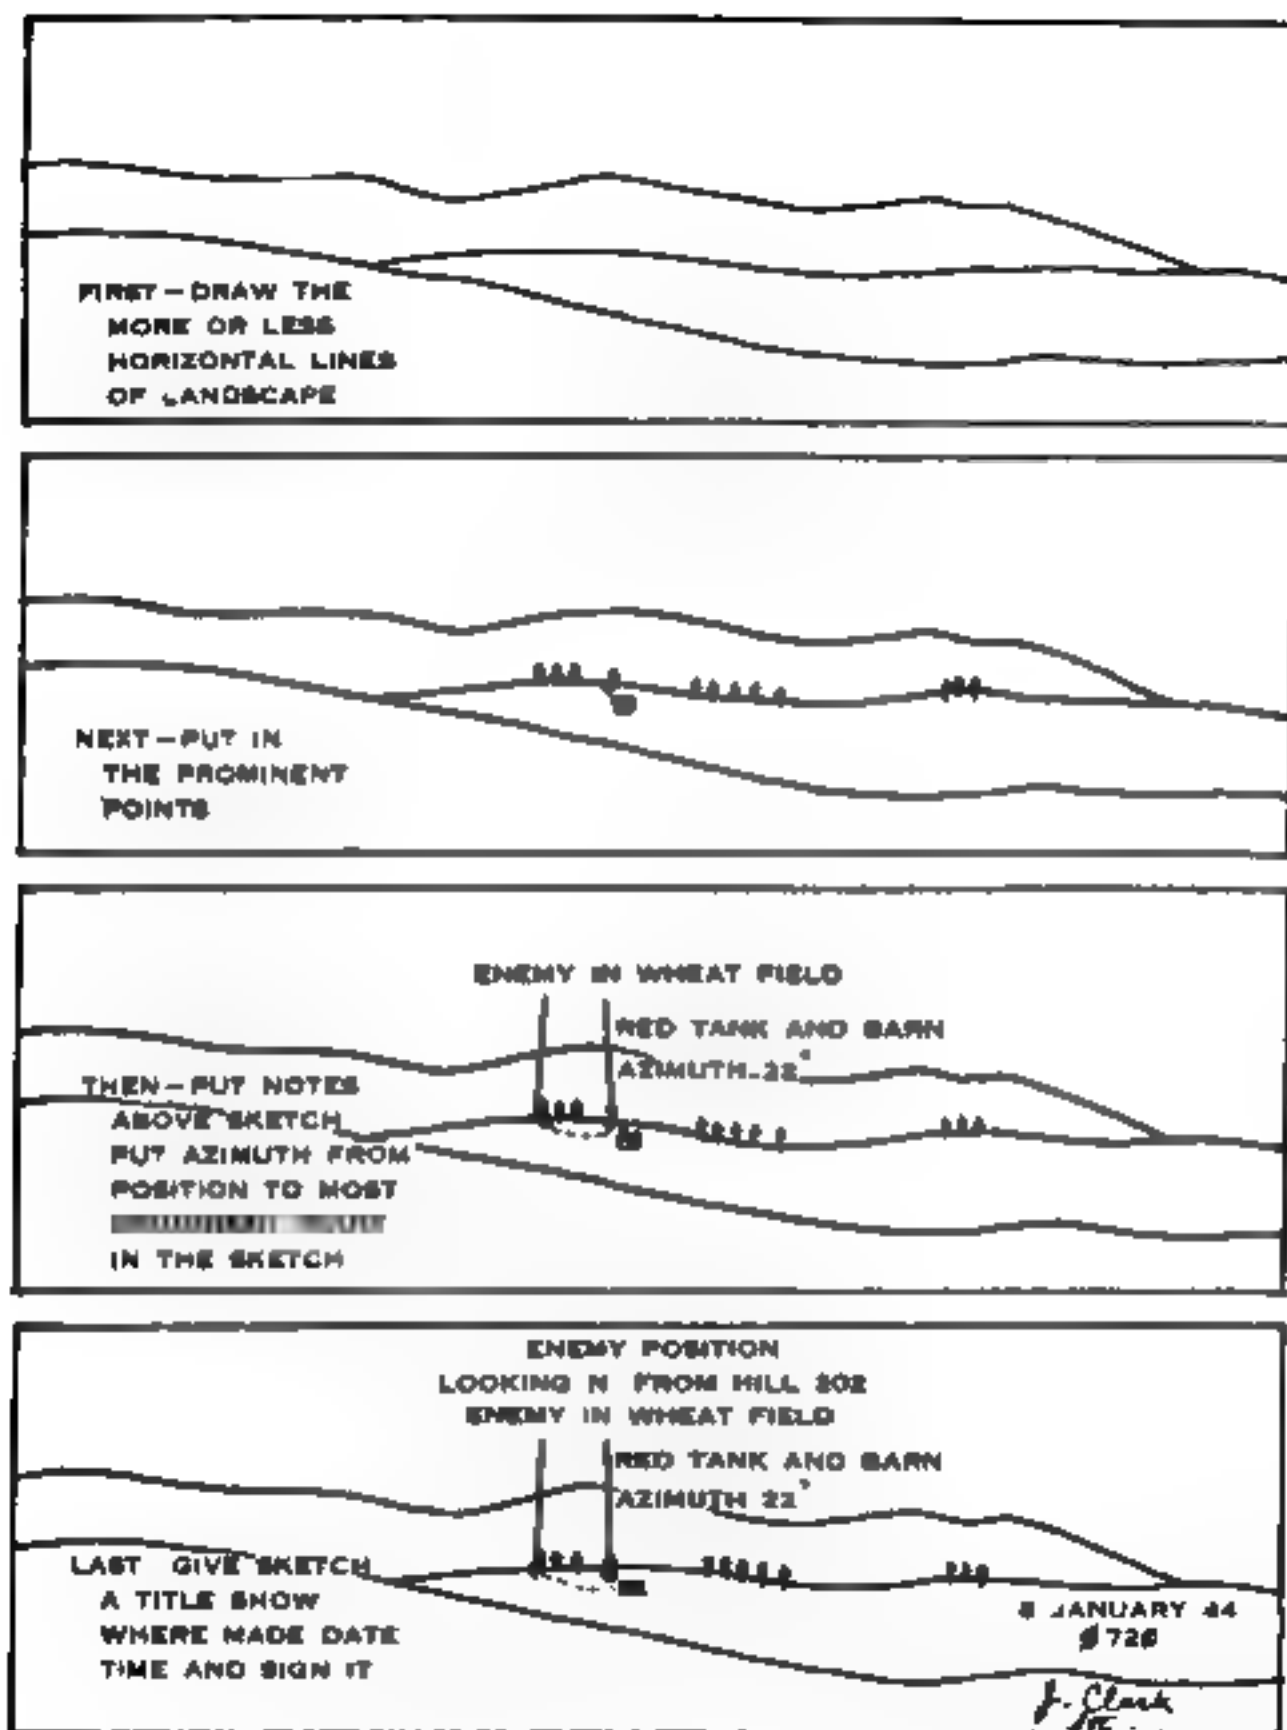 FIRST-DRAW THE
MORE OR LESS
HORIZONTAL LINES
OF LANDSCAPE
NEXT-PUT IN
THE PROMINENT
POINTS
ENEMY IN WHEAT FIELD
RED TANK AND BARN
AZIMUTH-22°
THEN-PUT NOTES
ABOVE SKETCH
PUT AZIMUTH FROM
POSITION TO MOST
IN THE SKETCH
ENEMY POSITION
LOOKING N FROM HILL 202
ENEMY IN WHEAT FIELD
RED TANK AND BARN
AZIMUTH 22°
LAST GIVE SKETCH
A TITLE SHOW
WHERE MADE DATE
TIME AND SIGN IT
JANUARY 44
J. Clark